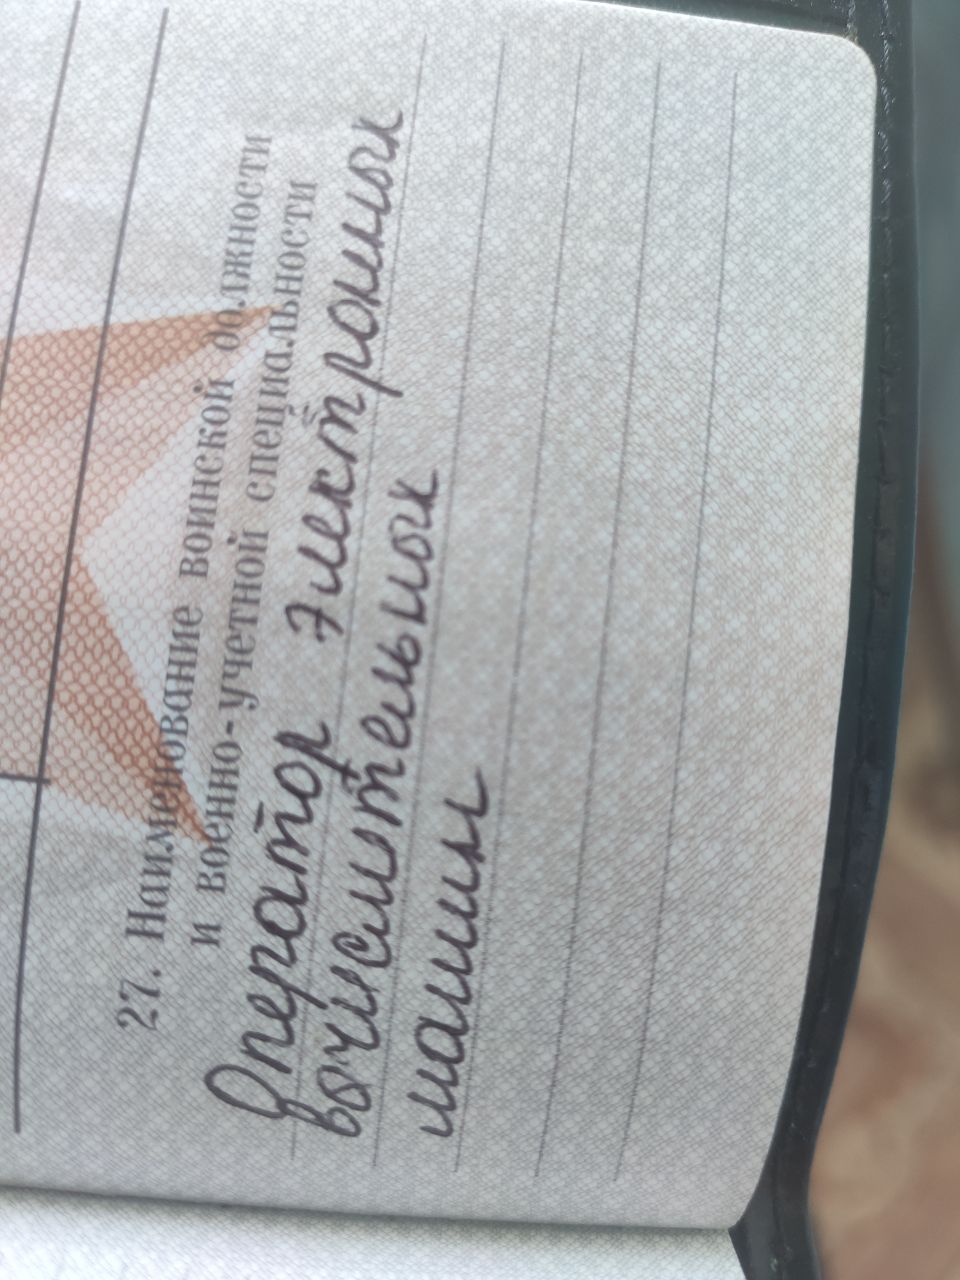 27. Наименование воинской должности
и военно-учетной специальности
Оператор электронных
вычислительных
машин